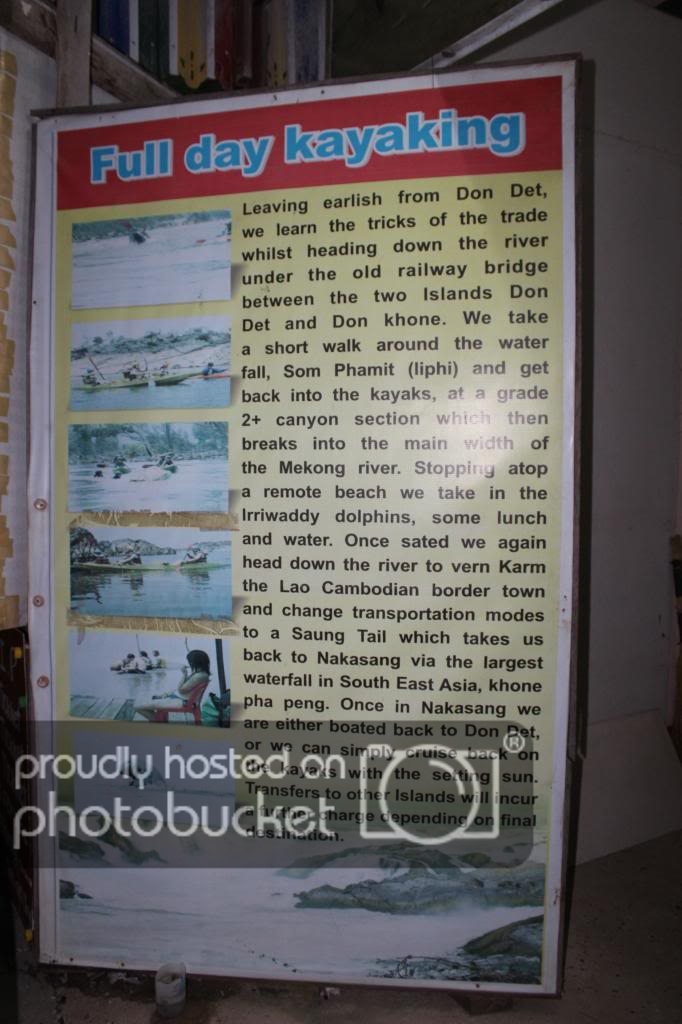 Full day kayaking
Leaving earlish from Don Det,
we learn the tricks of the trade
whilst heading down the river
under the old railway bridge
between the two Islands Don
Det and Don khone. We take
a short walk around the water
fall, Som Phamit (liphi) and get
back into the kayaks, at a grade
2+ canyon section which then
breaks into the main width of
the Mekong river. Stopping atop
a remote beach we take in the
Irriwaddy dolphins, some lunch
and water. Once sated we again
head down the river to vern Karm
the Lao Cambodian border town
and change transportation modes
to a Saung Tail which takes us
back to Nakasang via the largest
waterfall in South East Asia, khone
pha peng. Once in Nakasang we
are either boated back to Don Det,
or we can simply cruise back on
the kayaks with the setting sun.
Transfers to other Islands will incur
a further charge depending on final
destination.
proudly hosted on
photobucket
®